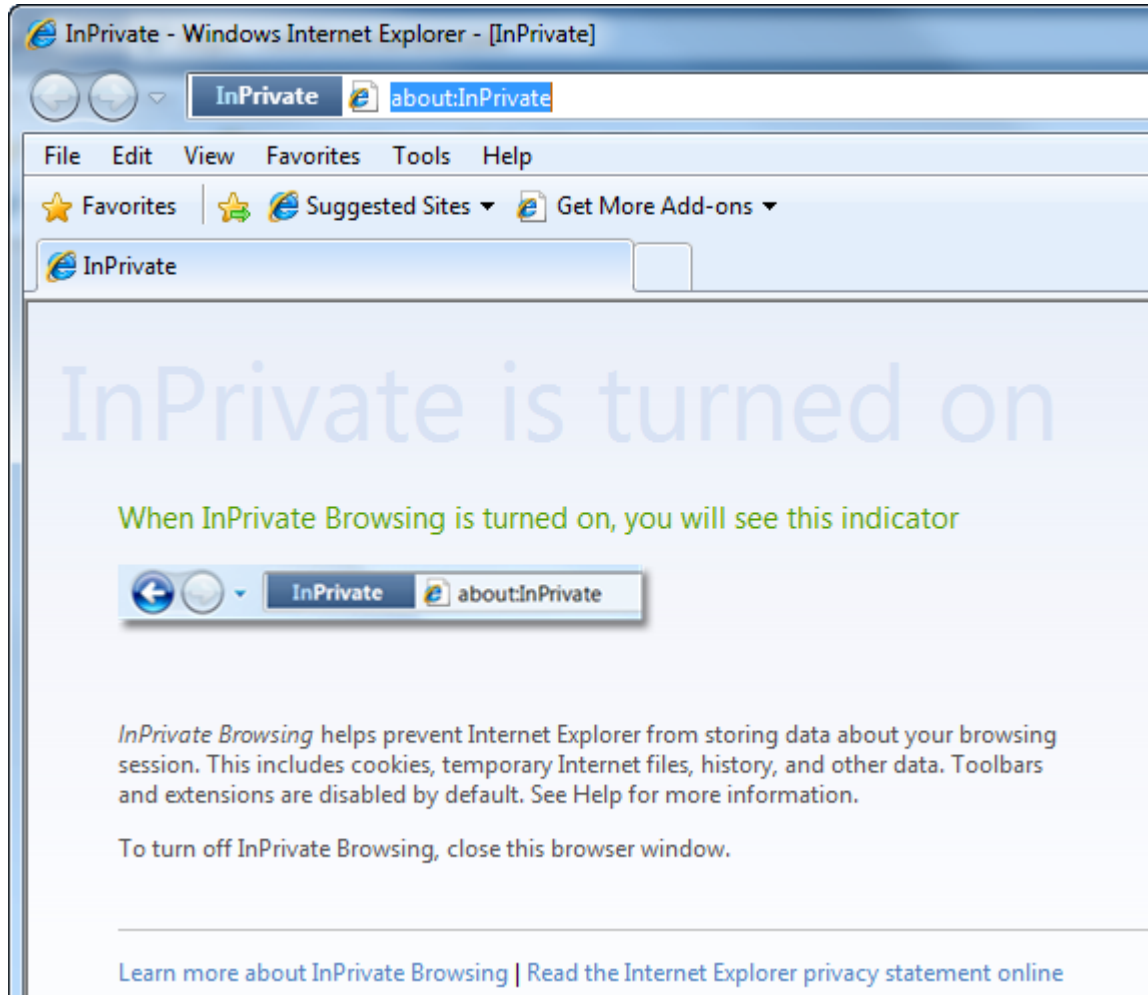 InPrivate - Windows Internet Explorer - [InPrivate]
InPrivate about:InPrivate
File Edit View Favorites Tools Help
Favorites Suggested Sites Get More Add-ons
InPrivate
InPrivate is turned on
When InPrivate Browsing is turned on, you will see this indicator
InPrivate about:InPrivate
InPrivate Browsing helps prevent Internet Explorer from storing data about your browsing
session. This includes cookies, temporary Internet files, history, and other data. Toolbars
and extensions are disabled by default. See Help for more information.
To turn off InPrivate Browsing, close this browser window.
Learn more about InPrivate Browsing | Read the Internet Explorer privacy statement online